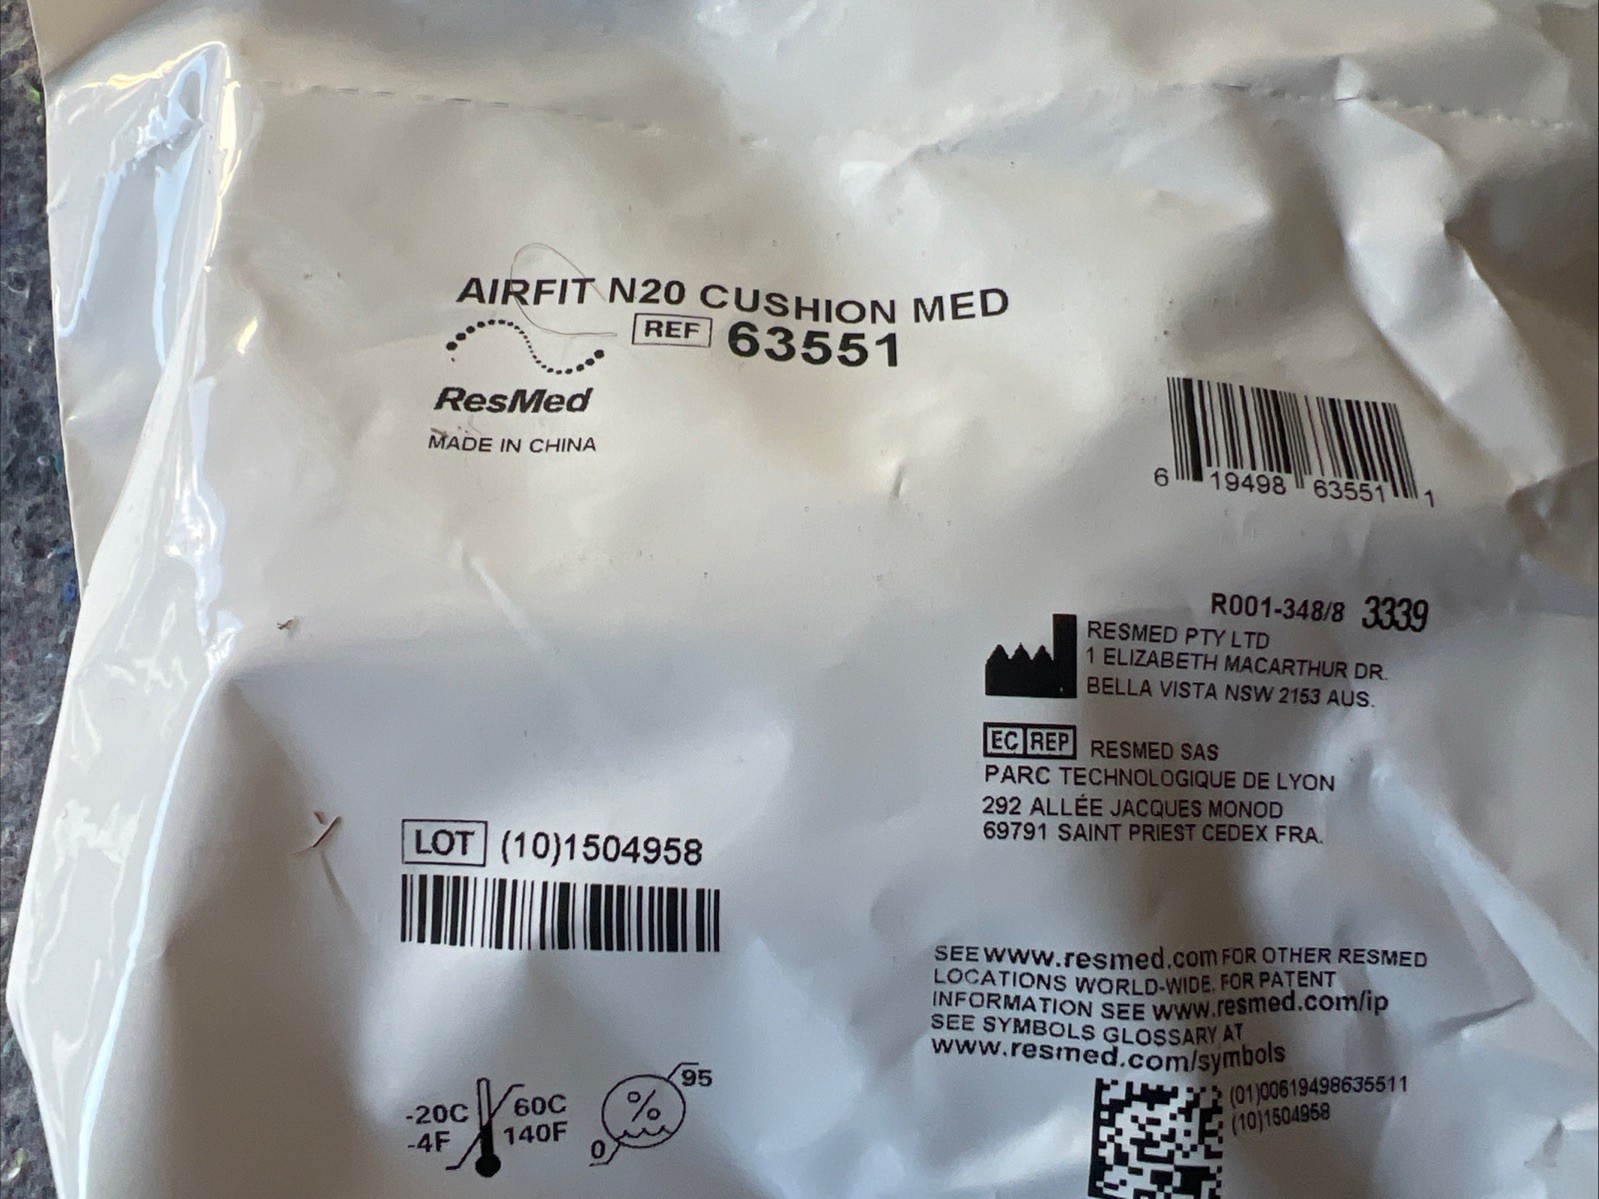 AIRFIT N20 CUSHION MED
REF 63551
ResMed
MADE IN CHINA
6 19498 63551 1
R001-348/8 3339
RESMED PTY LTD
1 ELIZABETH MACARTHUR DR.
BELLA VISTA NSW 2153 AUS.
EC REP RESMED SAS
PARC TECHNOLOGIQUE DE LYON
292 ALLÉE JACQUES MONOD
69791 SAINT PRIEST CEDEX FRA.
LOT (10)1504958
SEE www.resmed.com FOR OTHER RESMED
LOCATIONS WORLD-WIDE. FOR PATENT
INFORMATION SEE www.resmed.com/ip
SEE SYMBOLS GLOSSARY AT
www.resmed.com/symbols
(01)00619498635511
(10)1504958
-20C 60C
-4F 140F
% 95
0